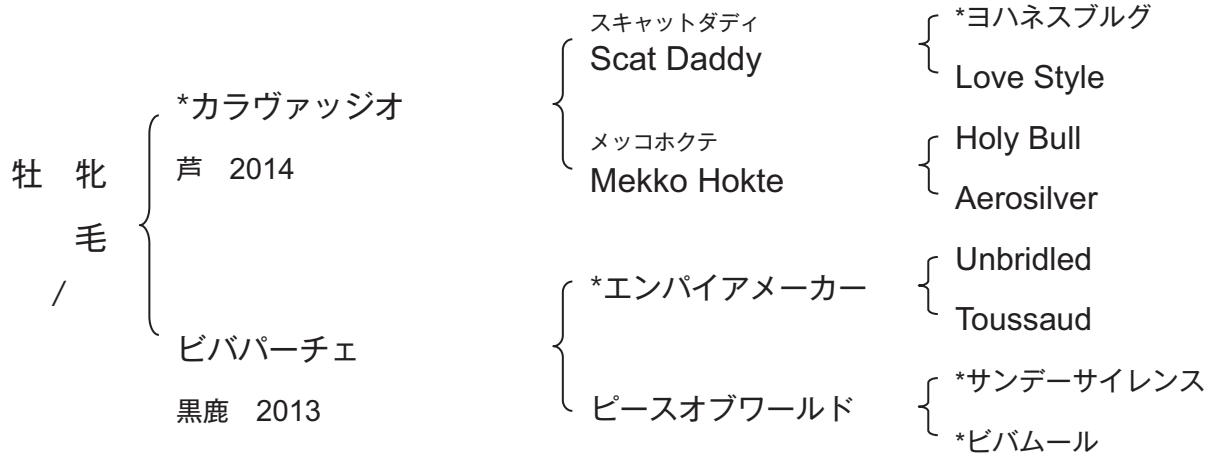 牡 牝
毛
/
*カラヴァッジオ
芦 2014
ビバパーチェ
黒鹿 2013
スキャットダディ
Scat Daddy
メッコホクテ
Mekko Hokte
*エンパイアメーカー
ピースオブワールド
*ヨハネスブルグ
Love Style
Holy Bull
Aerosilver
Unbridled
Toussaud
*サンデーサイレンス
*ビバムール